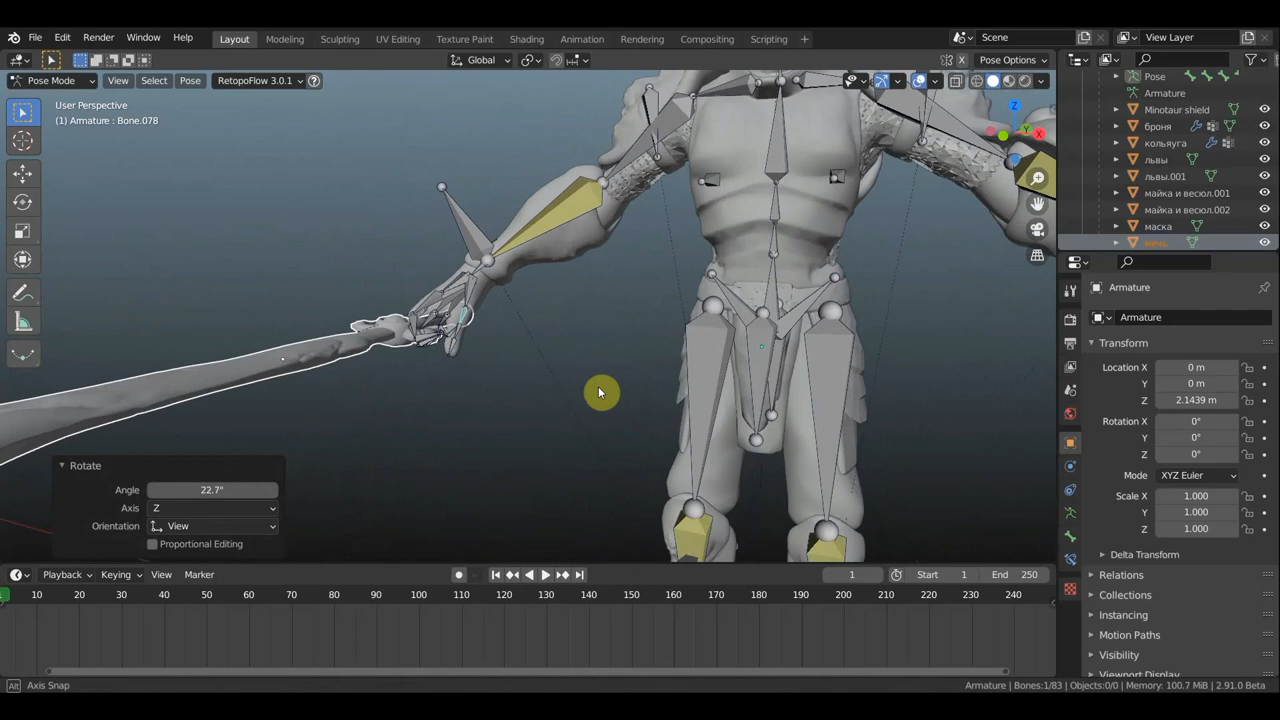 File Edit Render Window Help Layout Modeling Sculpting UV Editing Texture Paint Shading Animation Rendering Compositing Scripting + Scene View Layer
Global Pose Options
Pose Mode View Select Pose RetopoFlow 3.0.1 ?
User Perspective
(1) Armature : Bone.078
Z
Y
X
Pose
Armature
Minotaur shield
броня
кольяуга
львы
львы.001
майка и весюл.001
майка и весюл.002
маска
Armature
Armature
Transform
Location X 0 m
Y 0 m
Z 2.1439 m
Rotation X 0°
Y 0°
Z 0°
Mode XYZ Euler
Scale X 1.000
Y 1.000
Z 1.000
Delta Transform
Relations
Collections
Instancing
Motion Paths
Visibility
Viewport Display
Rotate
Angle 22.7°
Axis Z
Orientation View
Proportional Editing
Playback Keying View Marker 1 Start 1 End 250
1 10 20 30 40 50 60 70 80 90 100 110 120 130 140 150 160 170 180 190 200 210 220 230 240
Alt Axis Snap Armature | Bones:1/83 | Objects:0/0 | Memory: 100.7 MiB | 2.91.0 Beta